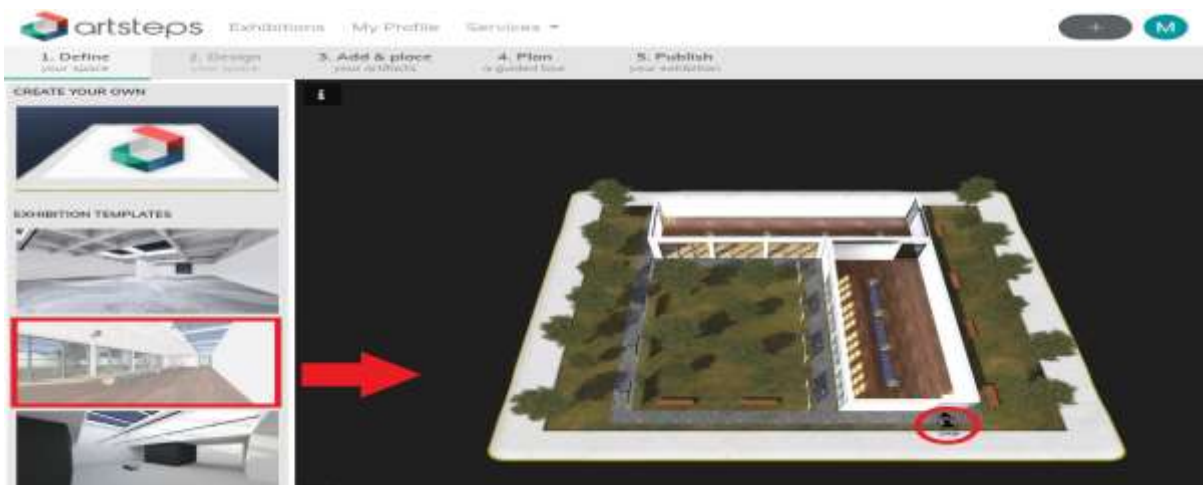 artsteps Exhibitions My Profile Services
+ M
1. Define 2. Design 3. Add & place 4. Plan 5. Publish
your space your space your artifacts a guided tour your exhibition
CREATE YOUR OWN
i
EXHIBITION TEMPLATES